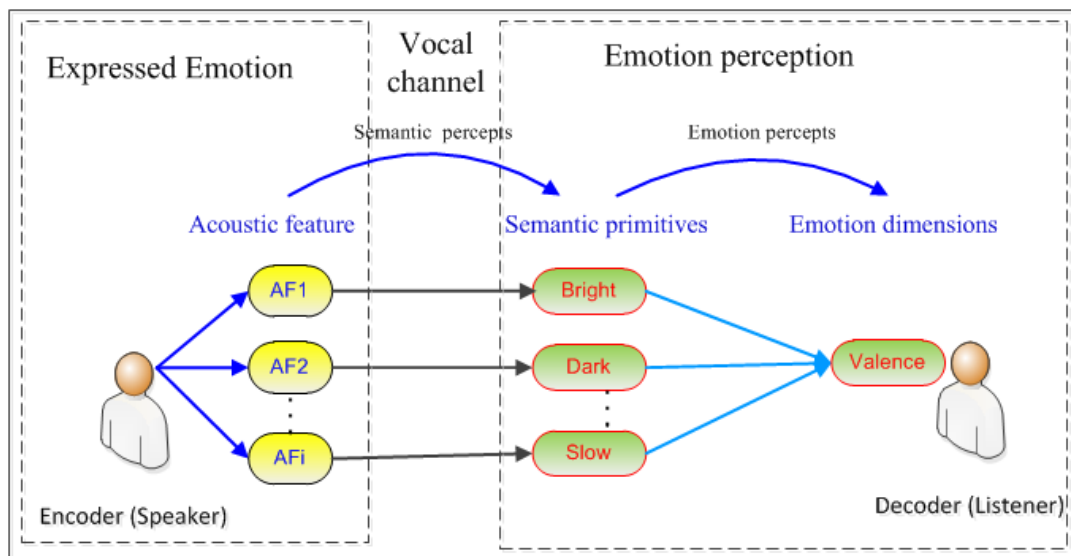 Expressed Emotion
Vocal
channel
Emotion perception
Semantic percepts
Emotion percepts
Acoustic feature
Semantic primitives
Emotion dimensions
AF1
Bright
AF2
Dark
Valence
AFi
Slow
Encoder (Speaker)
Decoder (Listener)